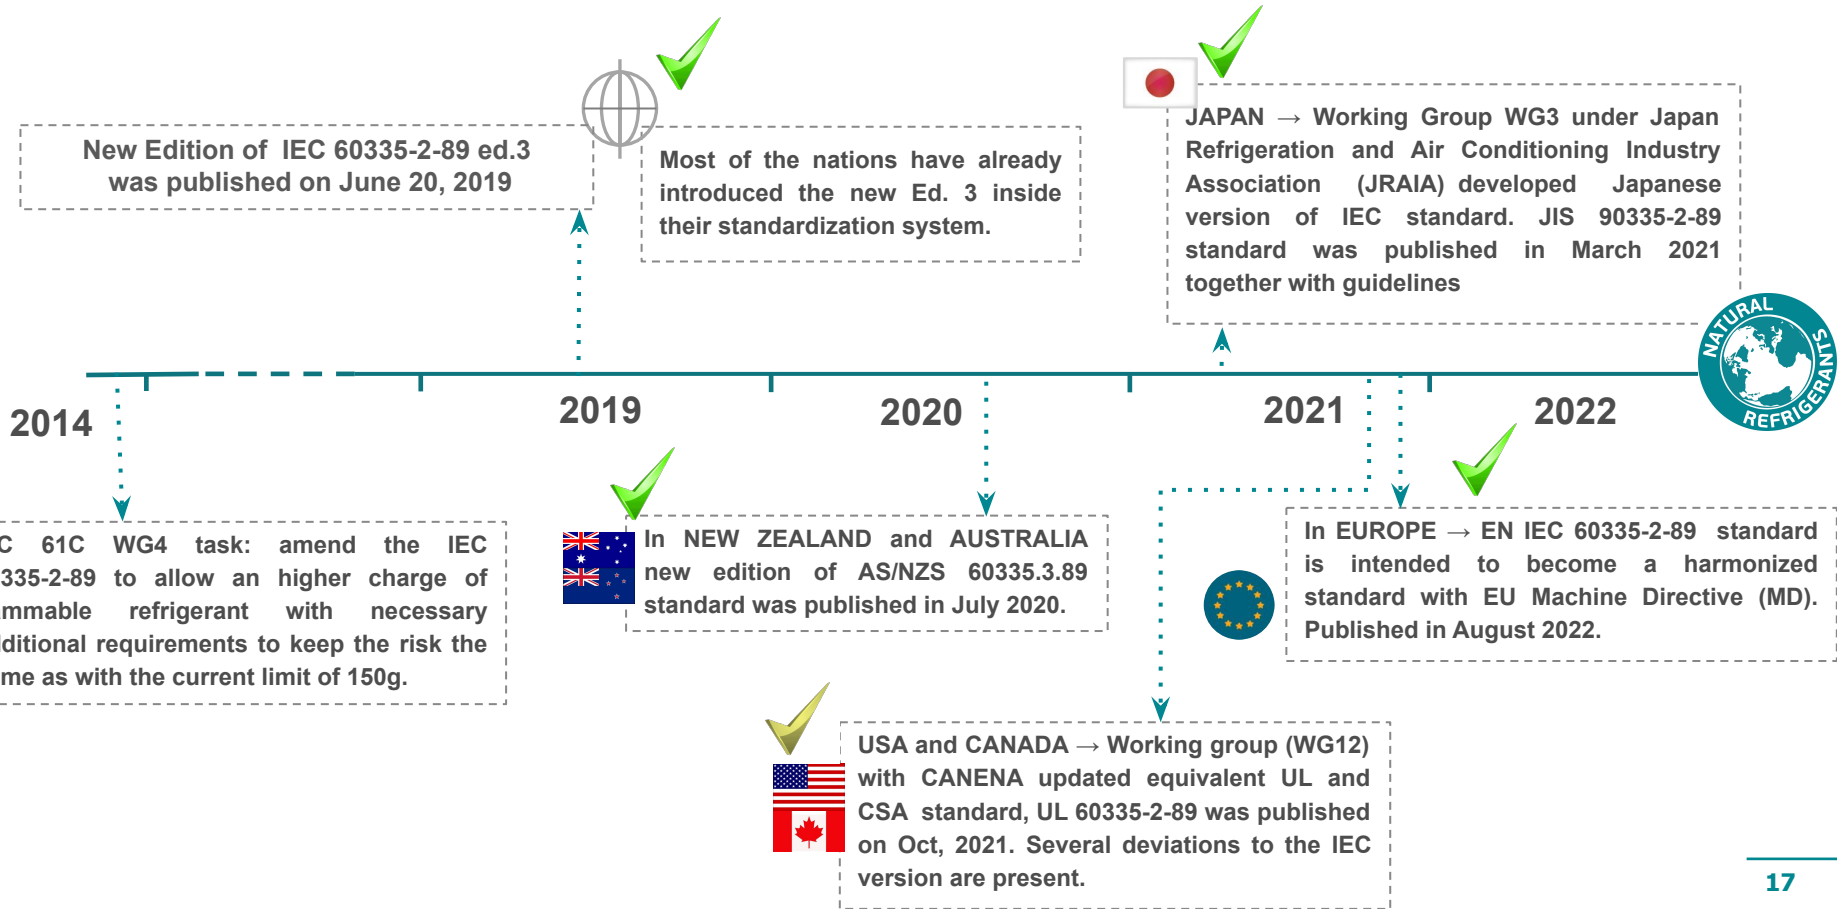 New Edition of IEC 60335-2-89 ed.3
was published on June 20, 2019
Most of the nations have already
introduced the new Ed. 3 inside
their standardization system.
JAPAN → Working Group WG3 under Japan
Refrigeration and Air Conditioning Industry
Association (JRAIA) developed Japanese
version of IEC standard. JIS 90335-2-89
standard was published in March 2021
together with guidelines
NATURAL
REFRIGERANTS
2014
2019
2020
2021
2022
C 61C WG4 task: amend the IEC
335-2-89 to allow an higher charge of
mmable refrigerant with necessary
ditional requirements to keep the risk the
me as with the current limit of 150g.
In NEW ZEALAND and AUSTRALIA
new edition of AS/NZS 60335.3.89
standard was published in July 2020.
In EUROPE → EN IEC 60335-2-89 standard
is intended to become a harmonized
standard with EU Machine Directive (MD).
Published in August 2022.
USA and CANADA → Working group (WG12)
with CANENA updated equivalent UL and
CSA standard, UL 60335-2-89 was published
on Oct, 2021. Several deviations to the IEC
version are present.
17